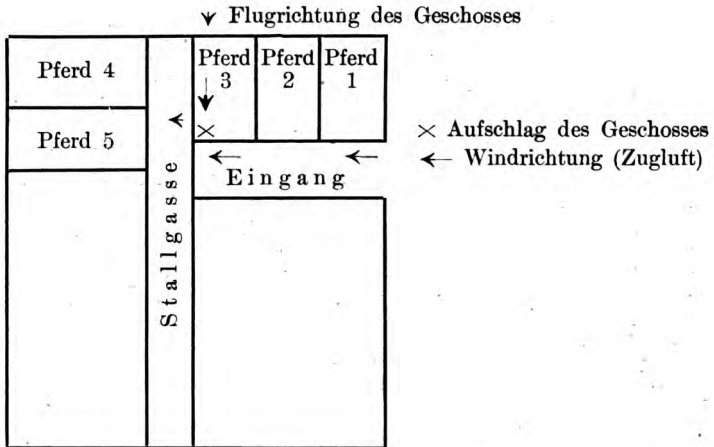 Flugrichtung des Geschosses
Pferd 4
Pferd 3
Pferd 2
Pferd 1
Pferd 5
× Aufschlag des Geschosses
← Windrichtung (Zugluft)
Eingang
Stallgasse